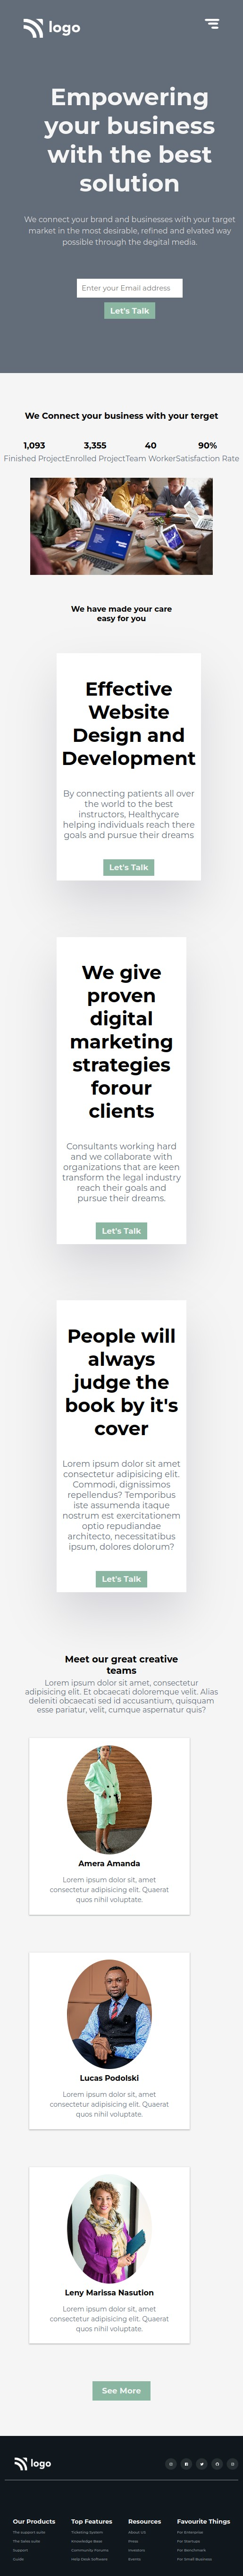 logo
Empowering
your business
with the best
solution
We connect your brand and businesses with your target
market in the most desirable, refined and elvated way
possible through the degital media.
Enter your Email address
Let's Talk
We Connect your business with your terget
1,093 3,355 40 90%
Finished ProjectEnrolled ProjectTeam WorkerSatisfaction Rate
We have made your care
easy for you
Effective
Website
Design and
Development
By connecting patients all over
the world to the best
instructors, Healthycare
helping individuals reach there
goals and pursue their dreams
Let's Talk
We give
proven
digital
marketing
strategies
forour
clients
Consultants working hard
and we collaborate with
organizations that are keen
transform the legal industry
reach their goals and
pursue their dreams.
Let's Talk
People will
always
judge the
book by it's
cover
Lorem ipsum dolor sit amet
consectetur adipisicing elit.
Commodi, dignissimos
repellendus? Temporibus
iste assumenda itaque
nostrum est exercitationem
optio repudiandae
architecto, necessitatibus
ipsum, dolores dolorum?
Let's Talk
Meet our great creative
teams
Lorem ipsum dolor sit amet, consectetur
adipisicing elit. Et obcaecati doloremque velit. Alias
deleniti obcaecati sed id accusantium, quisquam
esse pariatur, velit, cumque aspernatur quis?
Amera Amanda
Lorem ipsum dolor sit, amet
consectetur adipisicing elit. Quaerat
quos nihil voluptate.
Lucas Podolski
Lorem ipsum dolor sit, amet
consectetur adipisicing elit. Quaerat
quos nihil voluptate.
Leny Marissa Nasution
Lorem ipsum dolor sit, amet
consectetur adipisicing elit. Quaerat
quos nihil voluptate.
See More
logo
Our Products Top Features Resources Favourite Things
The support suite Ticketing System About US For Enterprise
The Sales suite Knowledge Base Press For Startups
Support Community Forums Investors For Benchmark
Guide Help Desk Software Events For Small Business